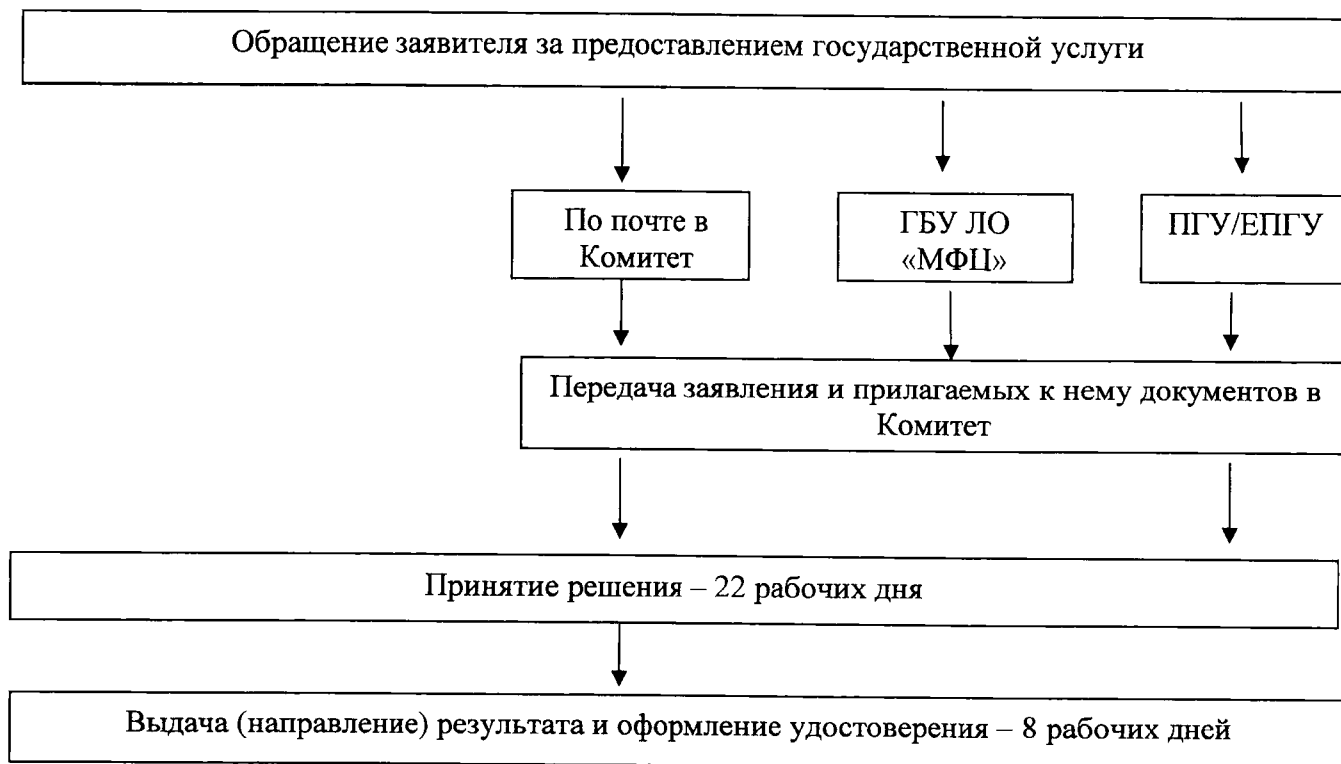 Обращение заявителя за предоставлением государственной услуги
По почте в
Комитет
ГБУ ЛО
«МФЦ»
ПГУ/ЕПГУ
Передача заявления и прилагаемых к нему документов в
Комитет
Принятие решения – 22 рабочих дня
Выдача (направление) результата и оформление удостоверения – 8 рабочих дней